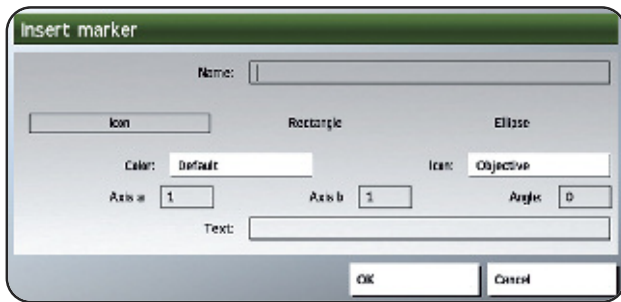 Insert marker
Name:
Icon Rectangle Ellipse
Color: Default Icon: Objective
Axis a 1 Axis b 1 Angle: 0
Text:
OK Cancel